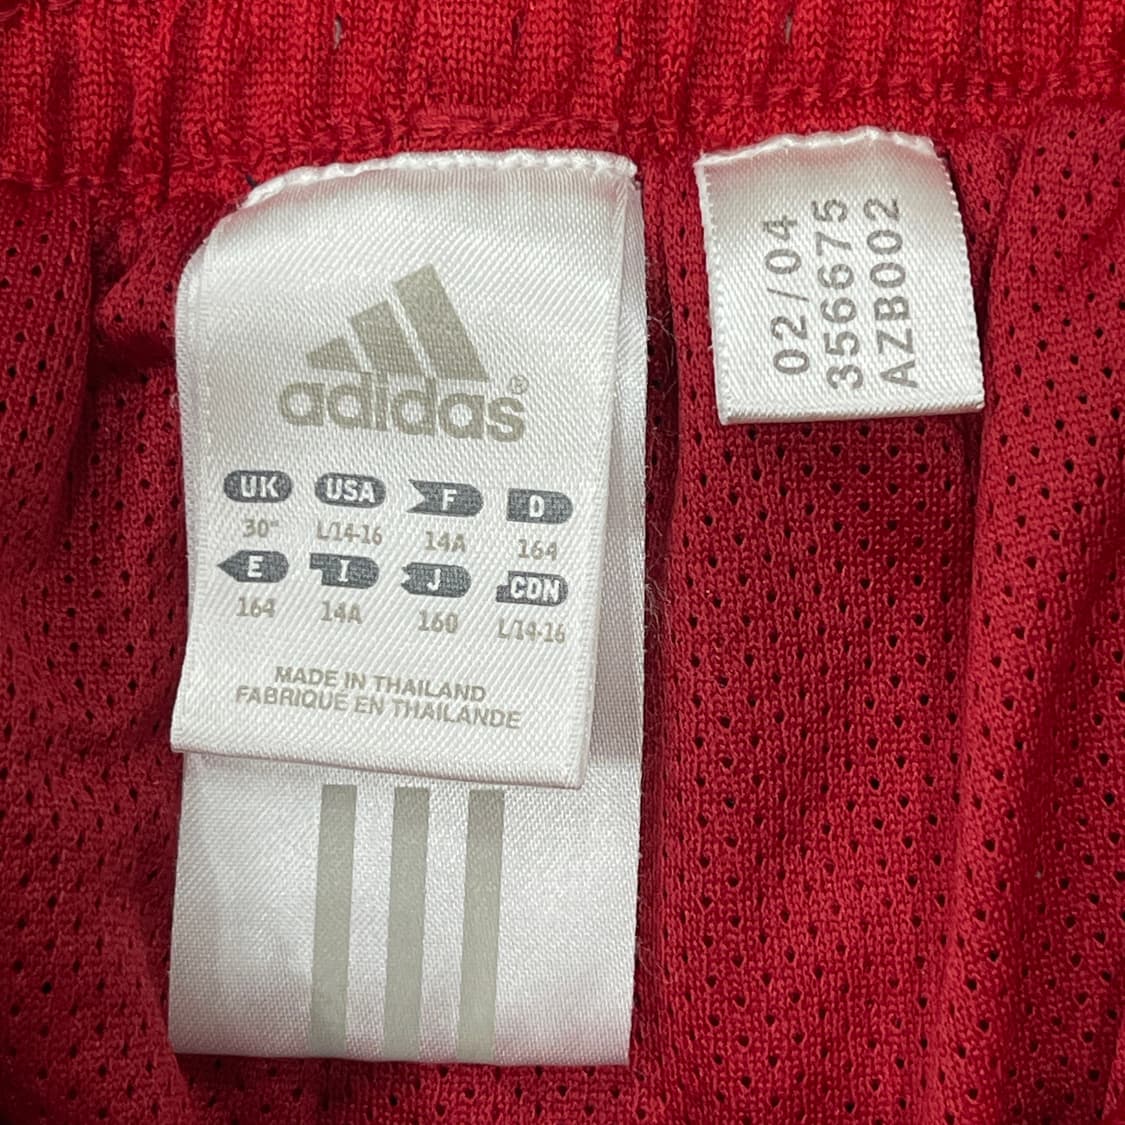 adidas®
UK USA F D
30" L/14-16 14A 164
E I J CDN
164 14A 160 L/14-16
MADE IN THAILAND
FABRIQUÉ EN THAILANDE
02/04
356675
AZB002